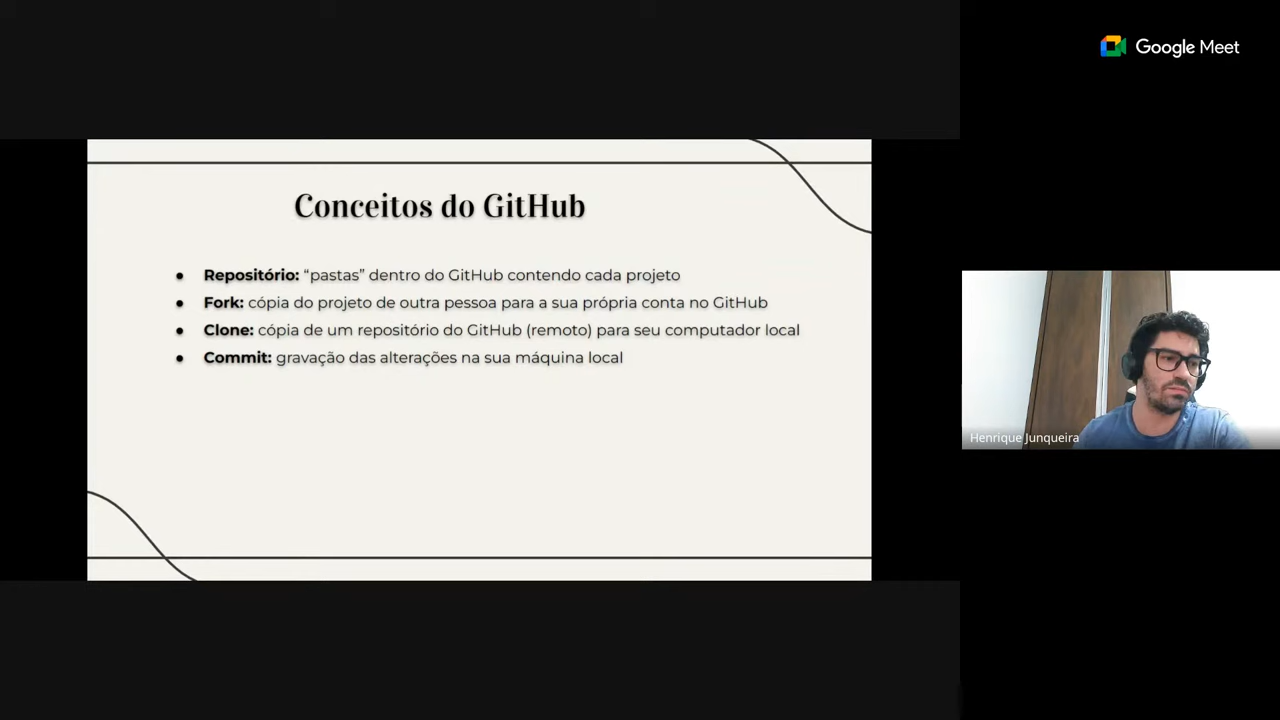 Google Meet
Conceitos do GitHub
● Repositório: “pastas” dentro do GitHub contendo cada projeto
● Fork: cópia do projeto de outra pessoa para a sua própria conta no GitHub
● Clone: cópia de um repositório do GitHub (remoto) para seu computador local
● Commit: gravação das alterações na sua máquina local
Henrique Junqueira